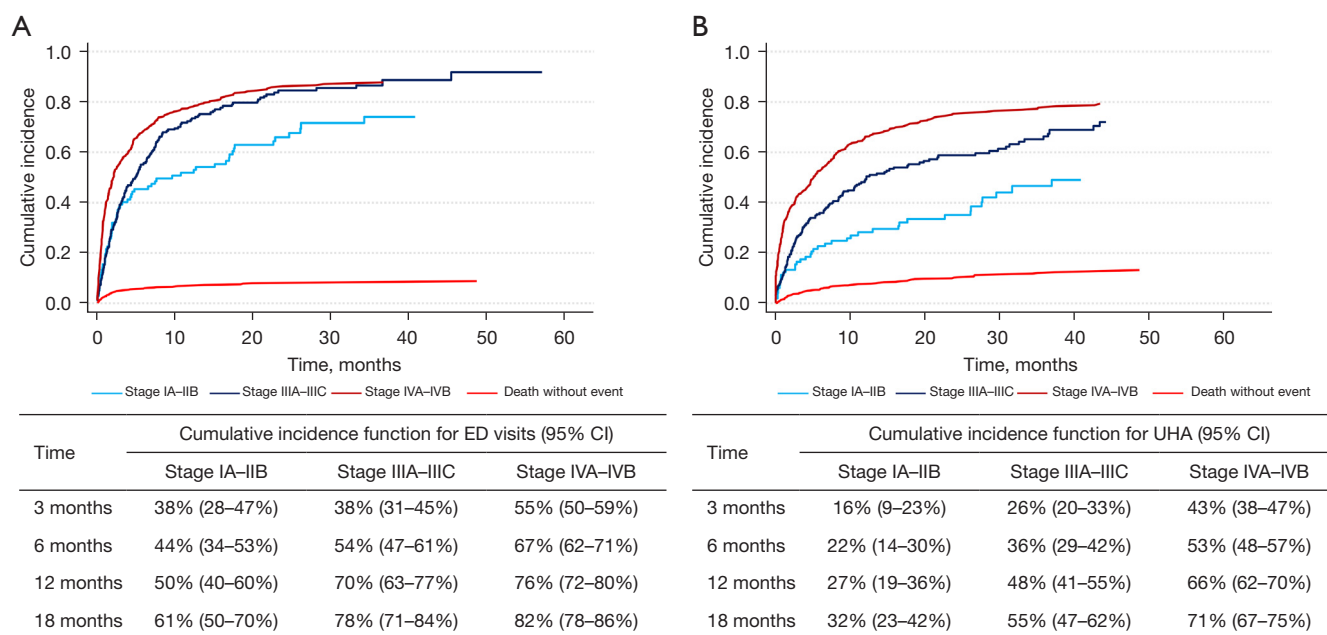 A
1.0
0.8
0.6
0.4
0.2
0.0
Cumulative incidence
0 10 20 30 40 50 60
Time, months
Stage IA–IIB Stage IIIA–IIIC Stage IVA–IVB Death without event
Time
Cumulative incidence function for ED visits (95% CI)
Stage IA–IIB Stage IIIA–IIIC Stage IVA–IVB
3 months 38% (28–47%) 38% (31–45%) 55% (50–59%)
6 months 44% (34–53%) 54% (47–61%) 67% (62–71%)
12 months 50% (40–60%) 70% (63–77%) 76% (72–80%)
18 months 61% (50–70%) 78% (71–84%) 82% (78–86%)
B
1.0
0.8
0.6
0.4
0.2
0.0
Cumulative incidence
0 10 20 30 40 50 60
Time, months
Stage IA–IIB Stage IIIA–IIIC Stage IVA–IVB Death without event
Time
Cumulative incidence function for UHA (95% CI)
Stage IA–IIB Stage IIIA–IIIC Stage IVA–IVB
3 months 16% (9–23%) 26% (20–33%) 43% (38–47%)
6 months 22% (14–30%) 36% (29–42%) 53% (48–57%)
12 months 27% (19–36%) 48% (41–55%) 66% (62–70%)
18 months 32% (23–42%) 55% (47–62%) 71% (67–75%)